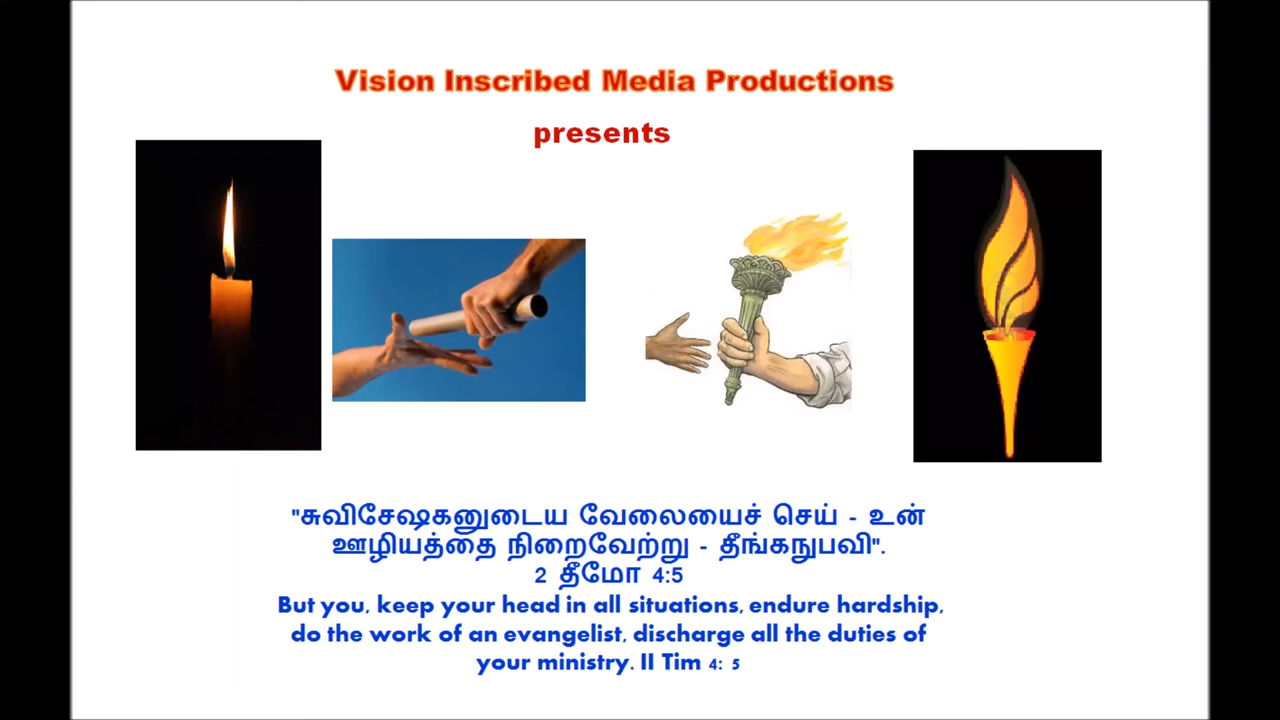 Vision Inscribed Media Productions
presents
"சுவிசேஷகனுடைய வேலையைச் செய் - உன்
ஊழியத்தை நிறைவேற்று - தீங்கநுபவி".
2 தீமோ 4:5
But you, keep your head in all situations, endure hardship,
do the work of an evangelist, discharge all the duties of
your ministry. II Tim 4: 5